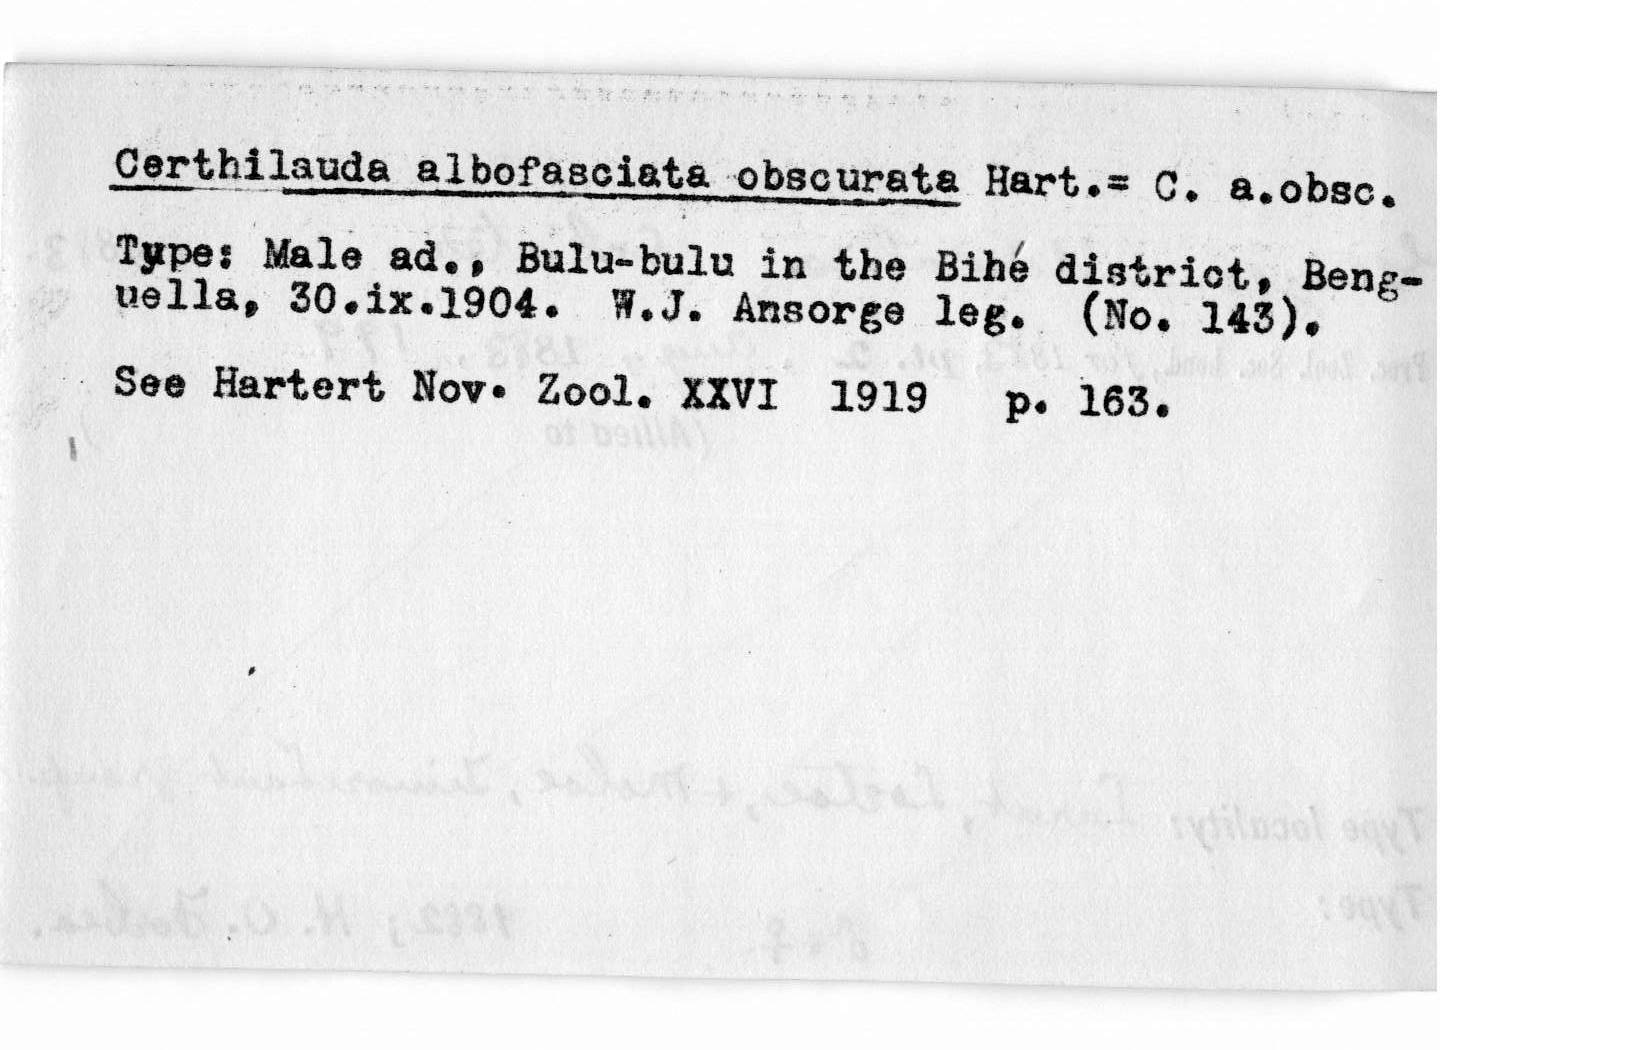 Certhilauda albofasciata obscurata Hart.= C. a.obsc.
Type: Male ad., Bulu-bulu in the Bihé district, Beng-
uella, 30.ix.1904. W.J. Ansorge leg. (No. 143).
See Hartert Nov. Zool. XXVI 1919 p. 163.